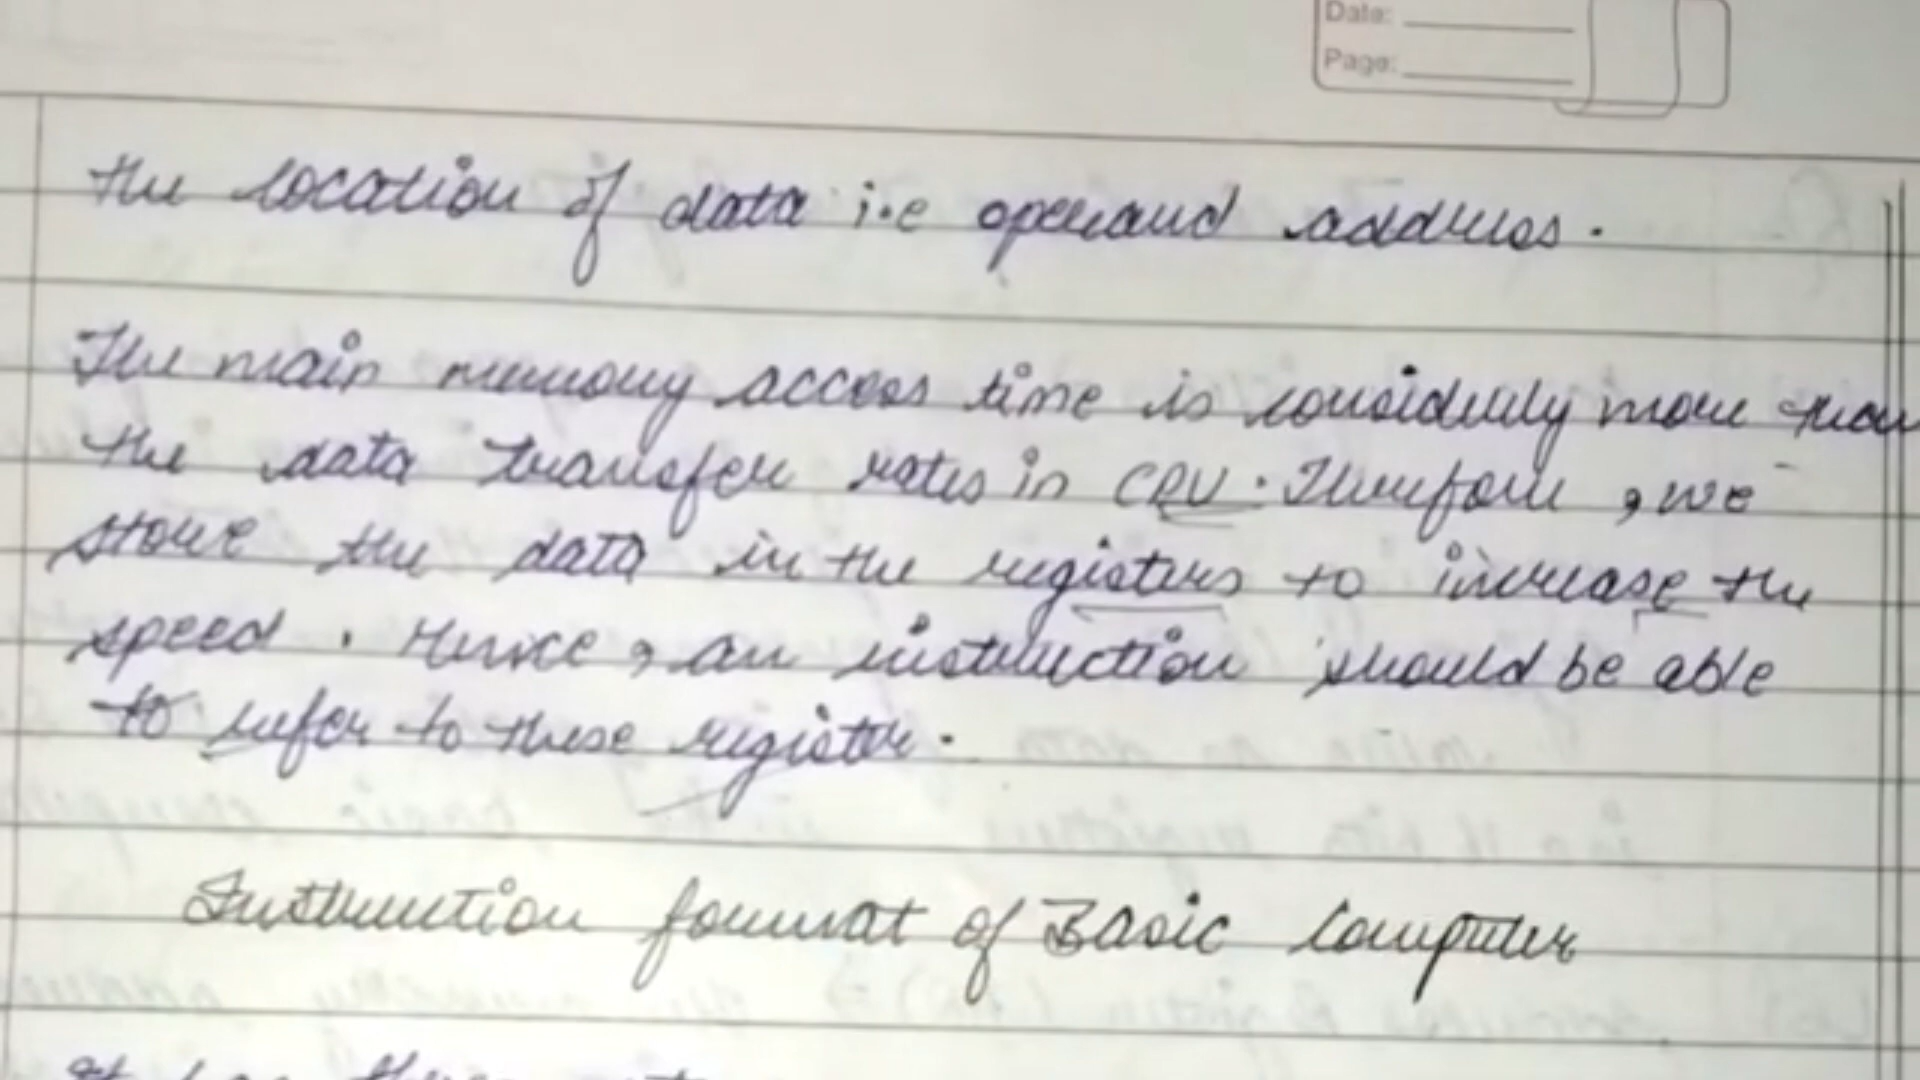 Date:
Page:
the location of data i.e operand address.
The main memory access time is considerly more than
the data transfer rates in CPU. Therefore, we
store the data in the registers to increase the
speed. Hence, an instruction should be able
to refer to these register.
Instruction format of Basic Computer